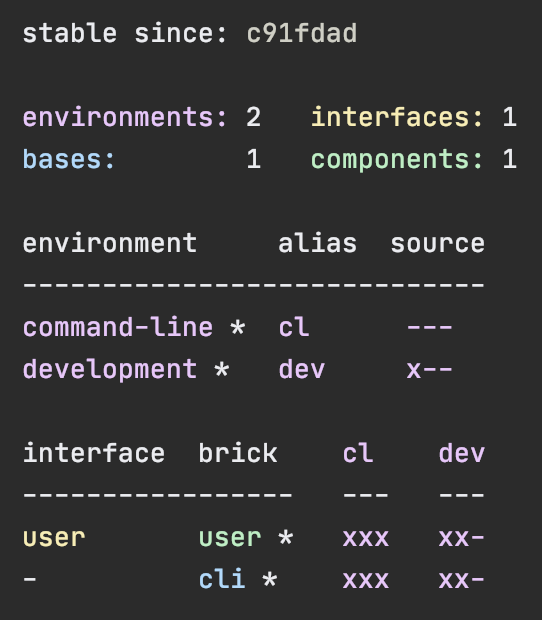 stable since: c91fdad
environments: 2   interfaces: 1
bases:        1   components: 1
environment     alias  source
-----------------------------
command-line *  cl      ---
development *   dev     x--
interface  brick    cl    dev
-----------------   ---   ---
user       user *   xxx   xx-
-          cli *    xxx   xx-